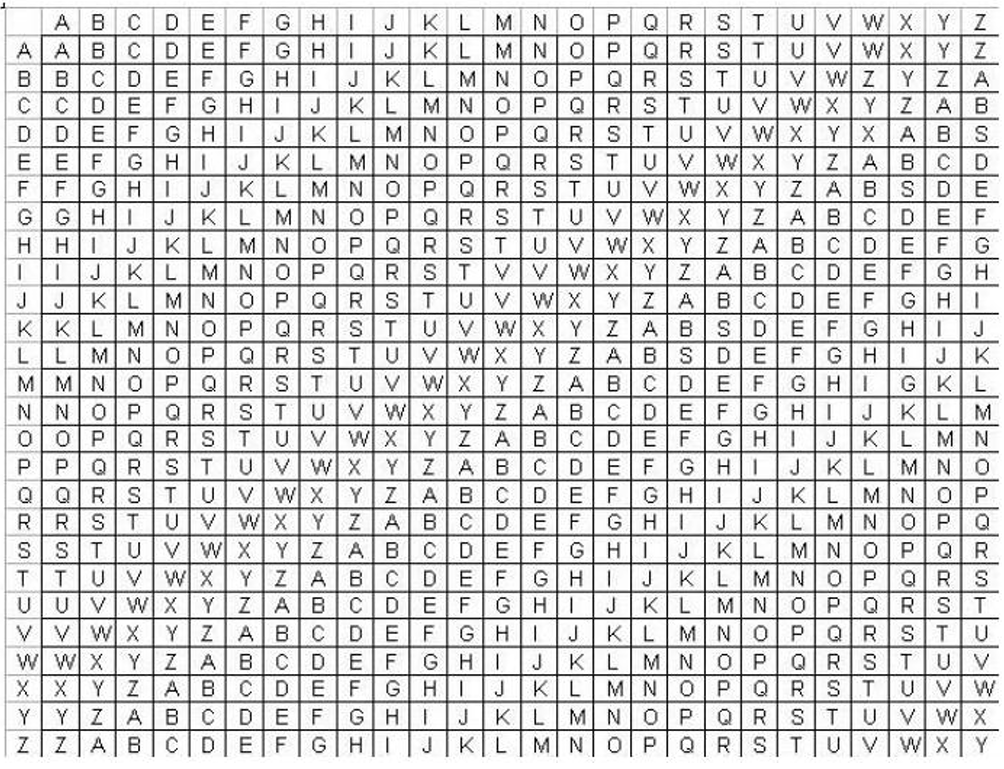 A B C D E F G H I J K L M N O P Q R S T U V W X Y Z
A A B C D E F G H I J K L M N O P Q R S T U V W X Y Z
B B C D E F G H I J K L M N O P Q R S T U V W Z Y Z A
C C D E F G H I J K L M N O P Q R S T U V W X Y Z A B
D D E F G H I J K L M N O P Q R S T U V W X Y X A B S
E E F G H I J K L M N O P Q R S T U V W X Y Z A B C D
F F G H I J K L M N O P Q R S T U V W X Y Z A B S D E
G G H I J K L M N O P Q R S T U V W X Y Z A B C D E F
H H I J K L M N O P Q R S T U V W X Y Z A B C D E F G
I I J K L M N O P Q R S T V V W X Y Z A B C D E F G H
J J K L M N O P Q R S T U V W X Y Z A B C D E F G H I
K K L M N O P Q R S T U V W X Y Z A B S D E F G H I J
L L M N O P Q R S T U V W X Y Z A B S D E F G H I J K
M M N O P Q R S T U V W X Y Z A B C D E F G H I G K L
N N O P Q R S T U V W X Y Z A B C D E F G H I J K L M
O O P Q R S T U V W X Y Z A B C D E F G H I J K L M N
P P Q R S T U V W X Y Z A B C D E F G H I J K L M N O
Q Q R S T U V W X Y Z A B C D E F G H I J K L M N O P
R R S T U V W X Y Z A B C D E F G H I J K L M N O P Q
S S T U V W X Y Z A B C D E F G H I J K L M N O P Q R
T T U V W X Y Z A B C D E F G H I J K L M N O P Q R S
U U V W X Y Z A B C D E F G H I J K L M N O P Q R S T
V V W X Y Z A B C D E F G H I J K L M N O P Q R S T U
W W X Y Z A B C D E F G H I J K L M N O P Q R S T U V
X X Y Z A B C D E F G H I J K L M N O P Q R S T U V W
Y Y Z A B C D E F G H I J K L M N O P Q R S T U V W X
Z Z A B C D E F G H I J K L M N O P Q R S T U V W X Y